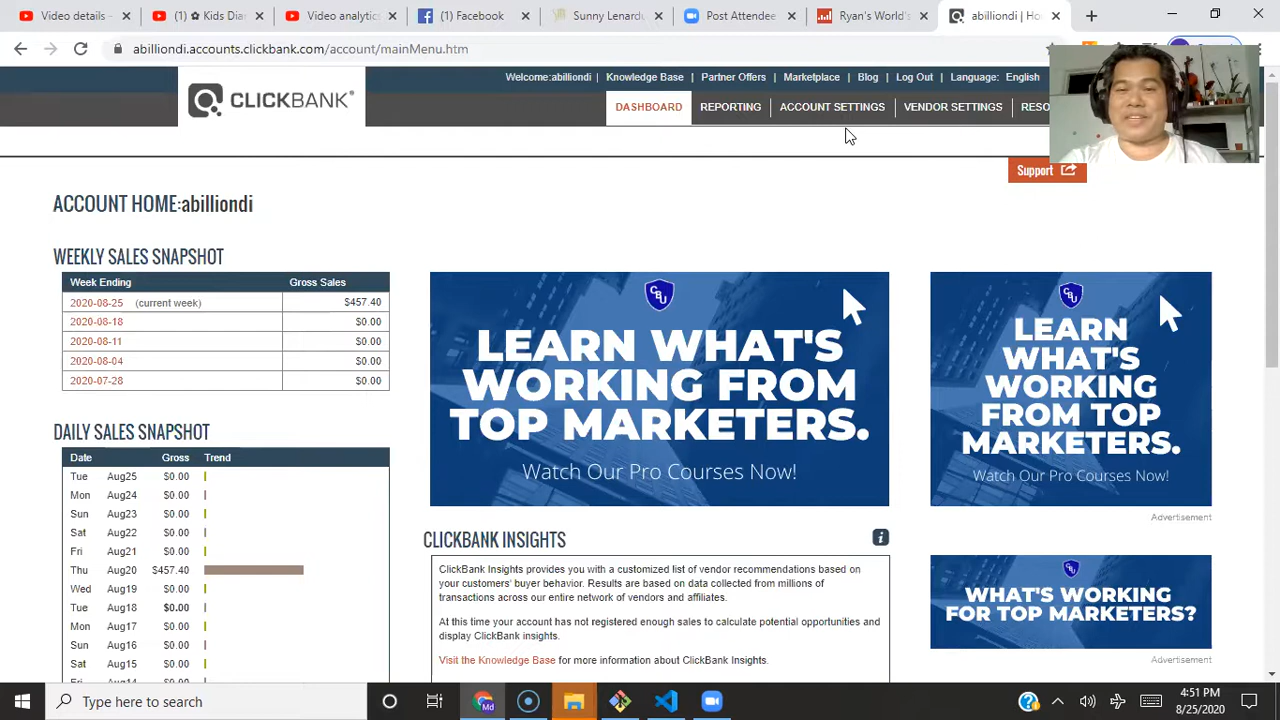 Video details -
(1) ✿ Kids Dia
Video analytic
(1) Facebook
Sunny Lenardu
Post Attendee
Ryan's World's
abilliondi | Ho
abilliondi.accounts.clickbank.com/account/mainMenu.htm
Welcome:abilliondi | Knowledge Base | Partner Offers | Marketplace | Blog | Log Out | Language: English
CLICKBANK®
DASHBOARD REPORTING ACCOUNT SETTINGS VENDOR SETTINGS RESO
Support
ACCOUNT HOME:abilliondi
WEEKLY SALES SNAPSHOT
Week Ending Gross Sales
2020-08-25 (current week) $457.40
2020-08-18 $0.00
2020-08-11 $0.00
2020-08-04 $0.00
2020-07-28 $0.00
DAILY SALES SNAPSHOT
Date Gross Trend
Tue Aug25 $0.00
Mon Aug24 $0.00
Sun Aug23 $0.00
Sat Aug22 $0.00
Fri Aug21 $0.00
Thu Aug20 $457.40
Wed Aug19 $0.00
Tue Aug18 $0.00
Mon Aug17 $0.00
Sun Aug16 $0.00
Sat Aug15 $0.00
Fri Aug14 $0.00
CBU
LEARN WHAT'S
WORKING FROM
TOP MARKETERS.
Watch Our Pro Courses Now!
CLICKBANK INSIGHTS
ClickBank Insights provides you with a customized list of vendor recommendations based on
your customers' buyer behavior. Results are based on data collected from millions of
transactions across our entire network of vendors and affiliates.
At this time your account has not registered enough sales to calculate potential opportunities and
display ClickBank insights.
Visit the Knowledge Base for more information about ClickBank Insights.
CBU
LEARN
WHAT'S
WORKING
FROM TOP
MARKETERS.
Watch Our Pro Courses Now!
Advertisement
CBU
WHAT'S WORKING
FOR TOP MARKETERS?
Advertisement
Type here to search
4:51 PM
8/25/2020